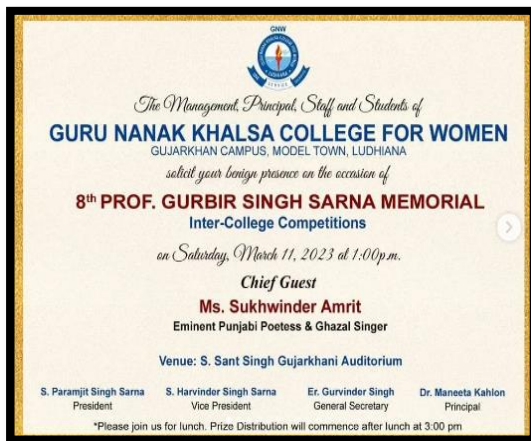 GNW
The Management, Principal, Staff and Students of
GURU NANAK KHALSA COLLEGE FOR WOMEN
GUJARKHAN CAMPUS, MODEL TOWN, LUDHIANA
solicit your benign presence on the occasion of
8th PROF. GURBIR SINGH SARNA MEMORIAL
Inter-College Competitions
on Saturday, March 11, 2023 at 1:00p.m.
Chief Guest
Ms. Sukhwinder Amrit
Eminent Punjabi Poetess & Ghazal Singer
Venue: S. Sant Singh Gujarkhani Auditorium
S. Paramjit Singh Sarna S. Harvinder Singh Sarna Er. Gurvinder Singh Dr. Maneeta Kahlon
President Vice President General Secretary Principal
*Please join us for lunch. Prize Distribution will commence after lunch at 3:00 pm